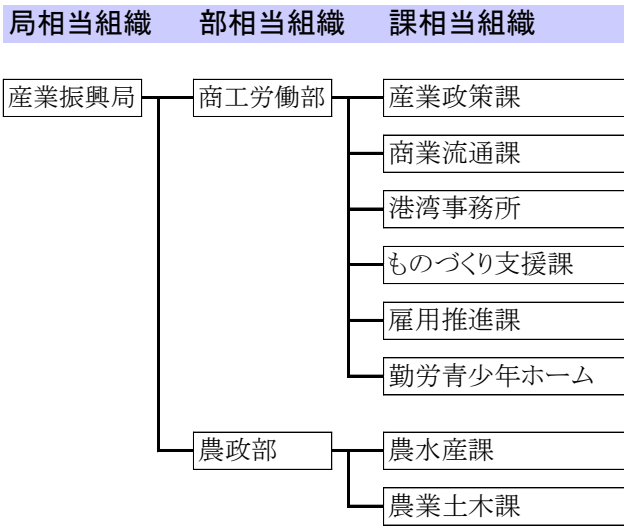 局相当組織 部相当組織 課相当組織
産業振興局 商工労働部 産業政策課
商業流通課
港湾事務所
ものづくり支援課
雇用推進課
勤労青少年ホーム
農政部 農水産課
農業土木課